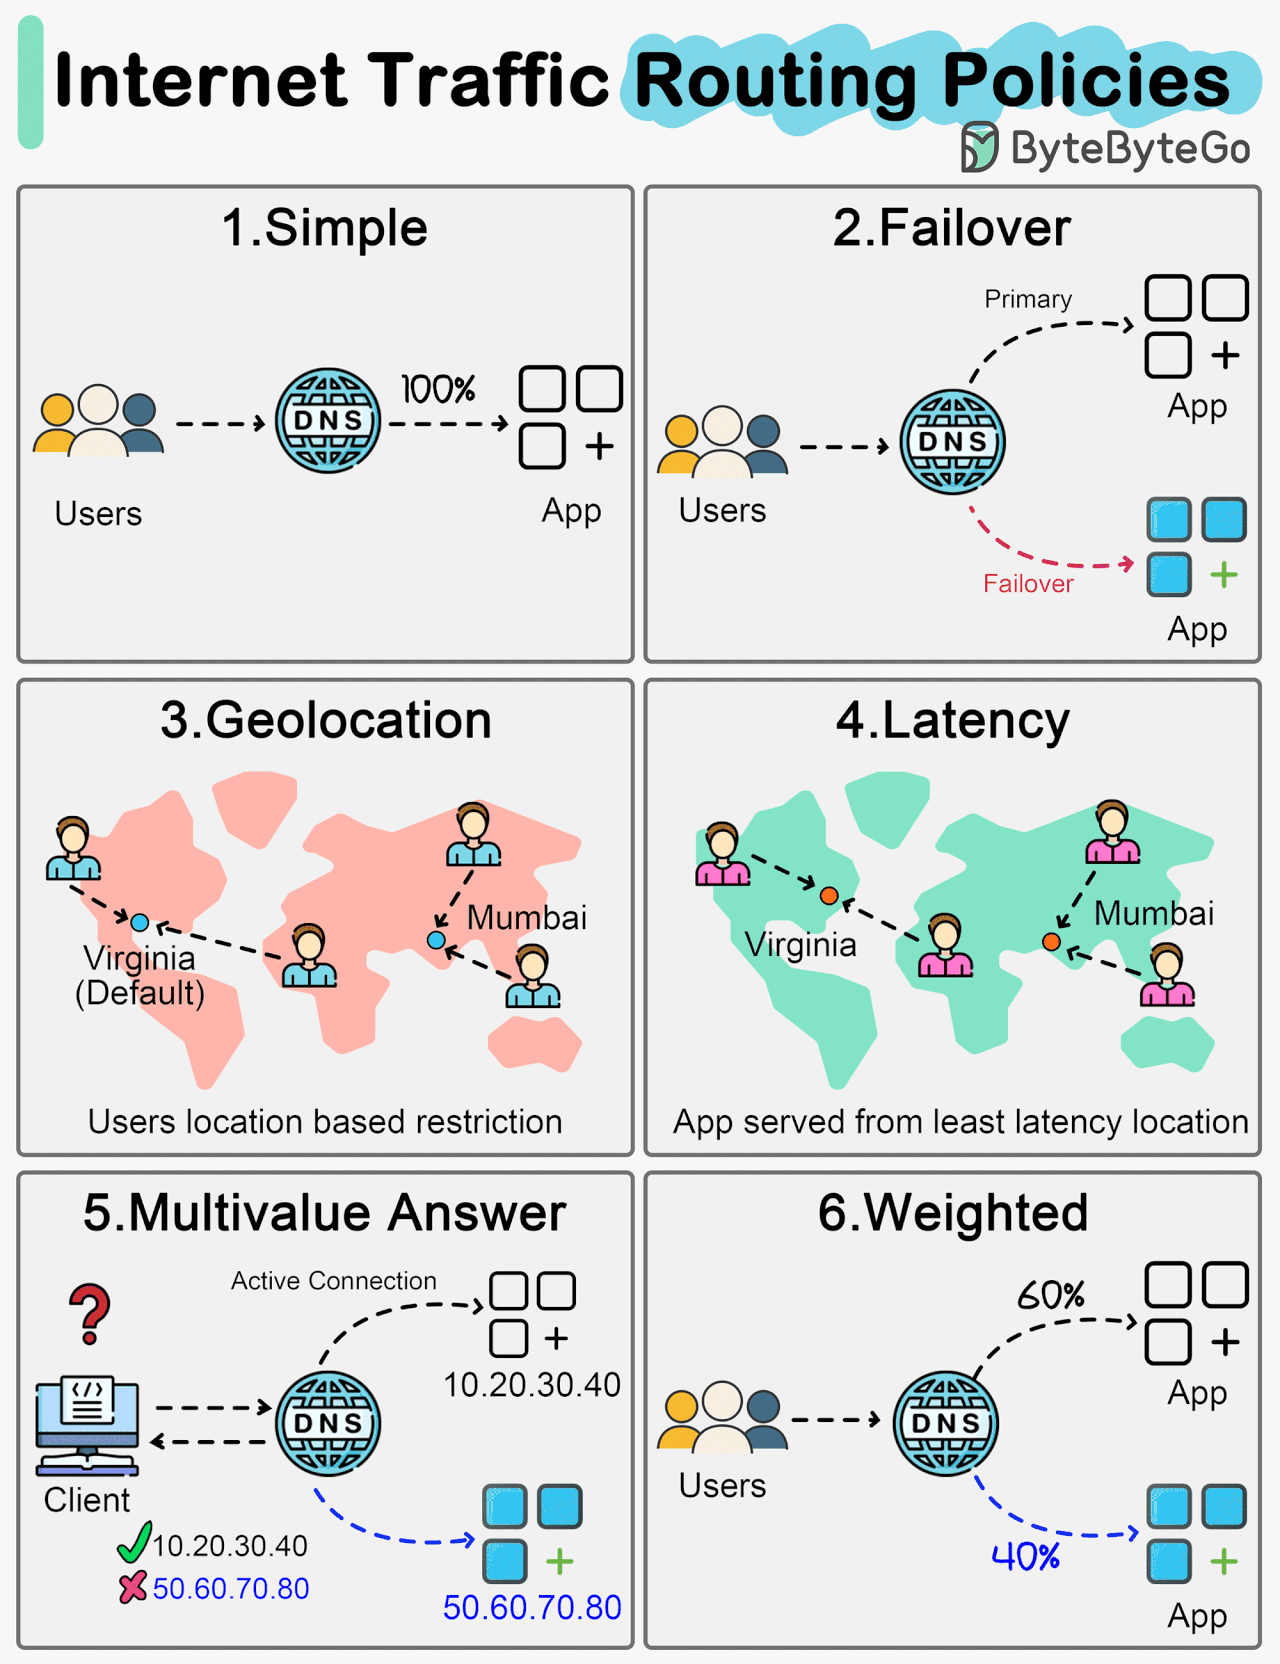 Internet Traffic Routing Policies
ByteByteGo
1.Simple
100%
DNS
Users
App
2.Failover
Primary
App
DNS
Users
Failover
App
3.Geolocation
Mumbai
Virginia
(Default)
Users location based restriction
4.Latency
Mumbai
Virginia
App served from least latency location
5.Multivalue Answer
Active Connection
?
</>
10.20.30.40
DNS
Client
10.20.30.40
50.60.70.80
50.60.70.80
6.Weighted
60%
App
DNS
Users
40%
App